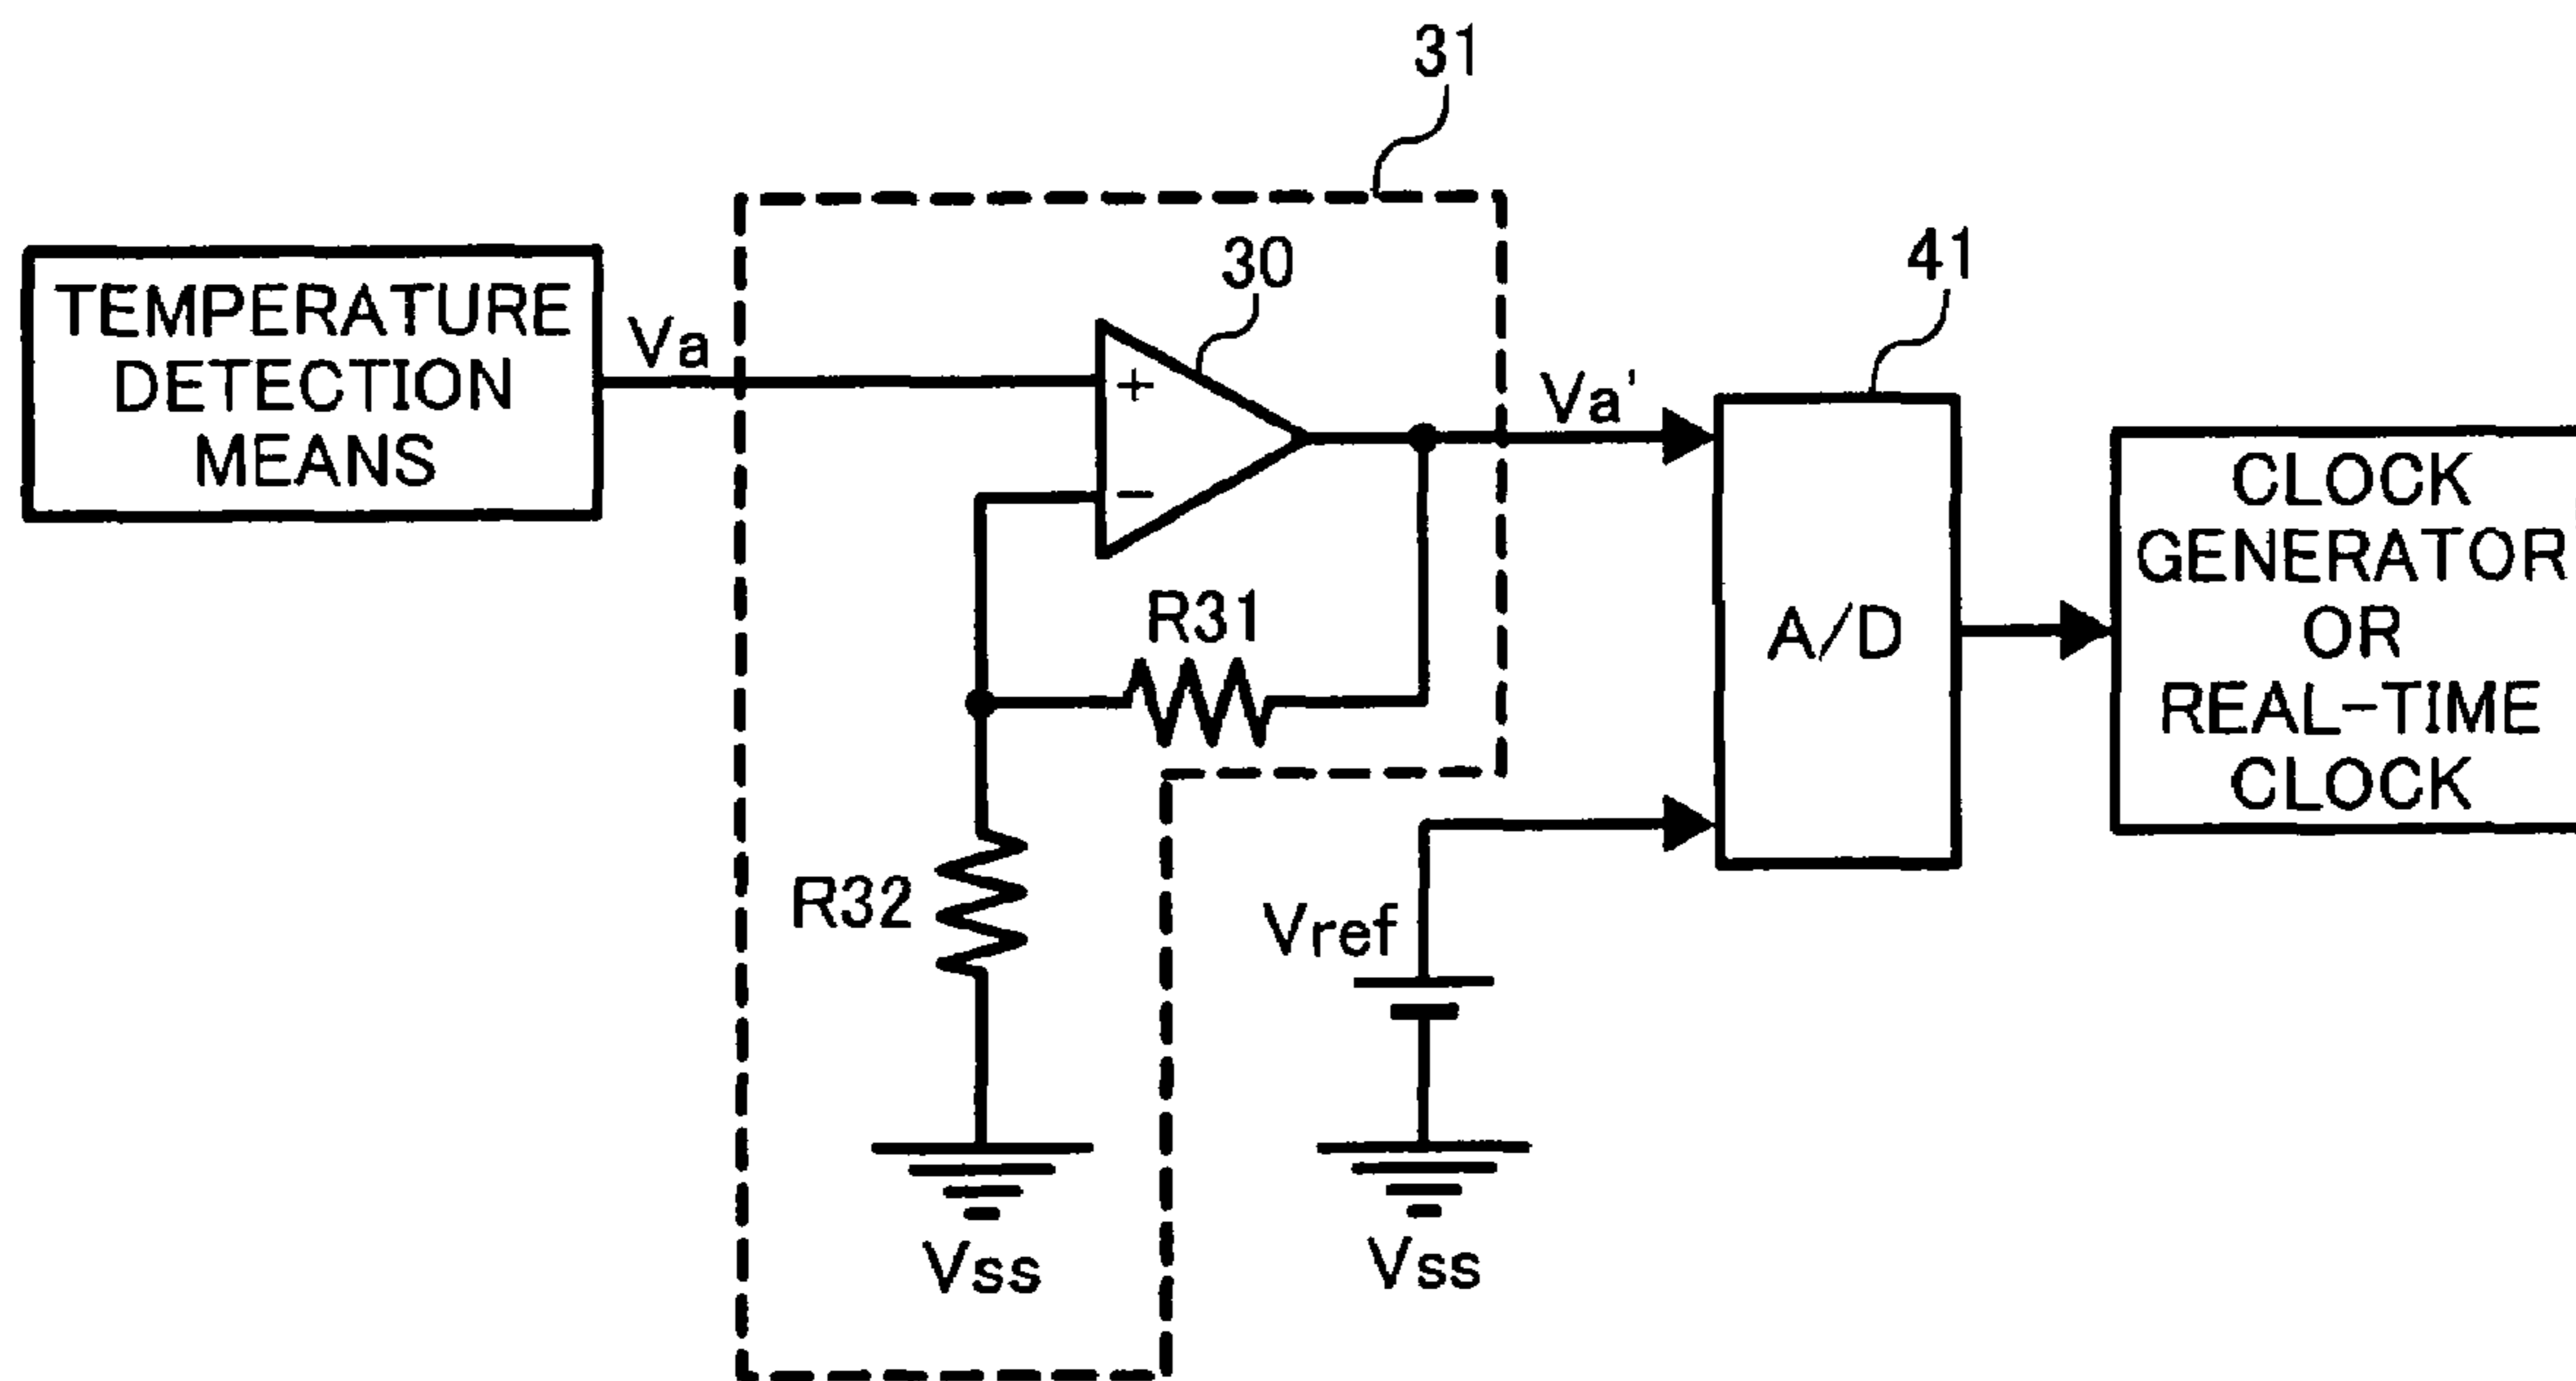 31
30
41
TEMPERATURE
DETECTION
MEANS
Va
+
−
Va'
R31
A/D
CLOCK
GENERATOR
OR
REAL-TIME
CLOCK
R32
Vref
Vss
Vss